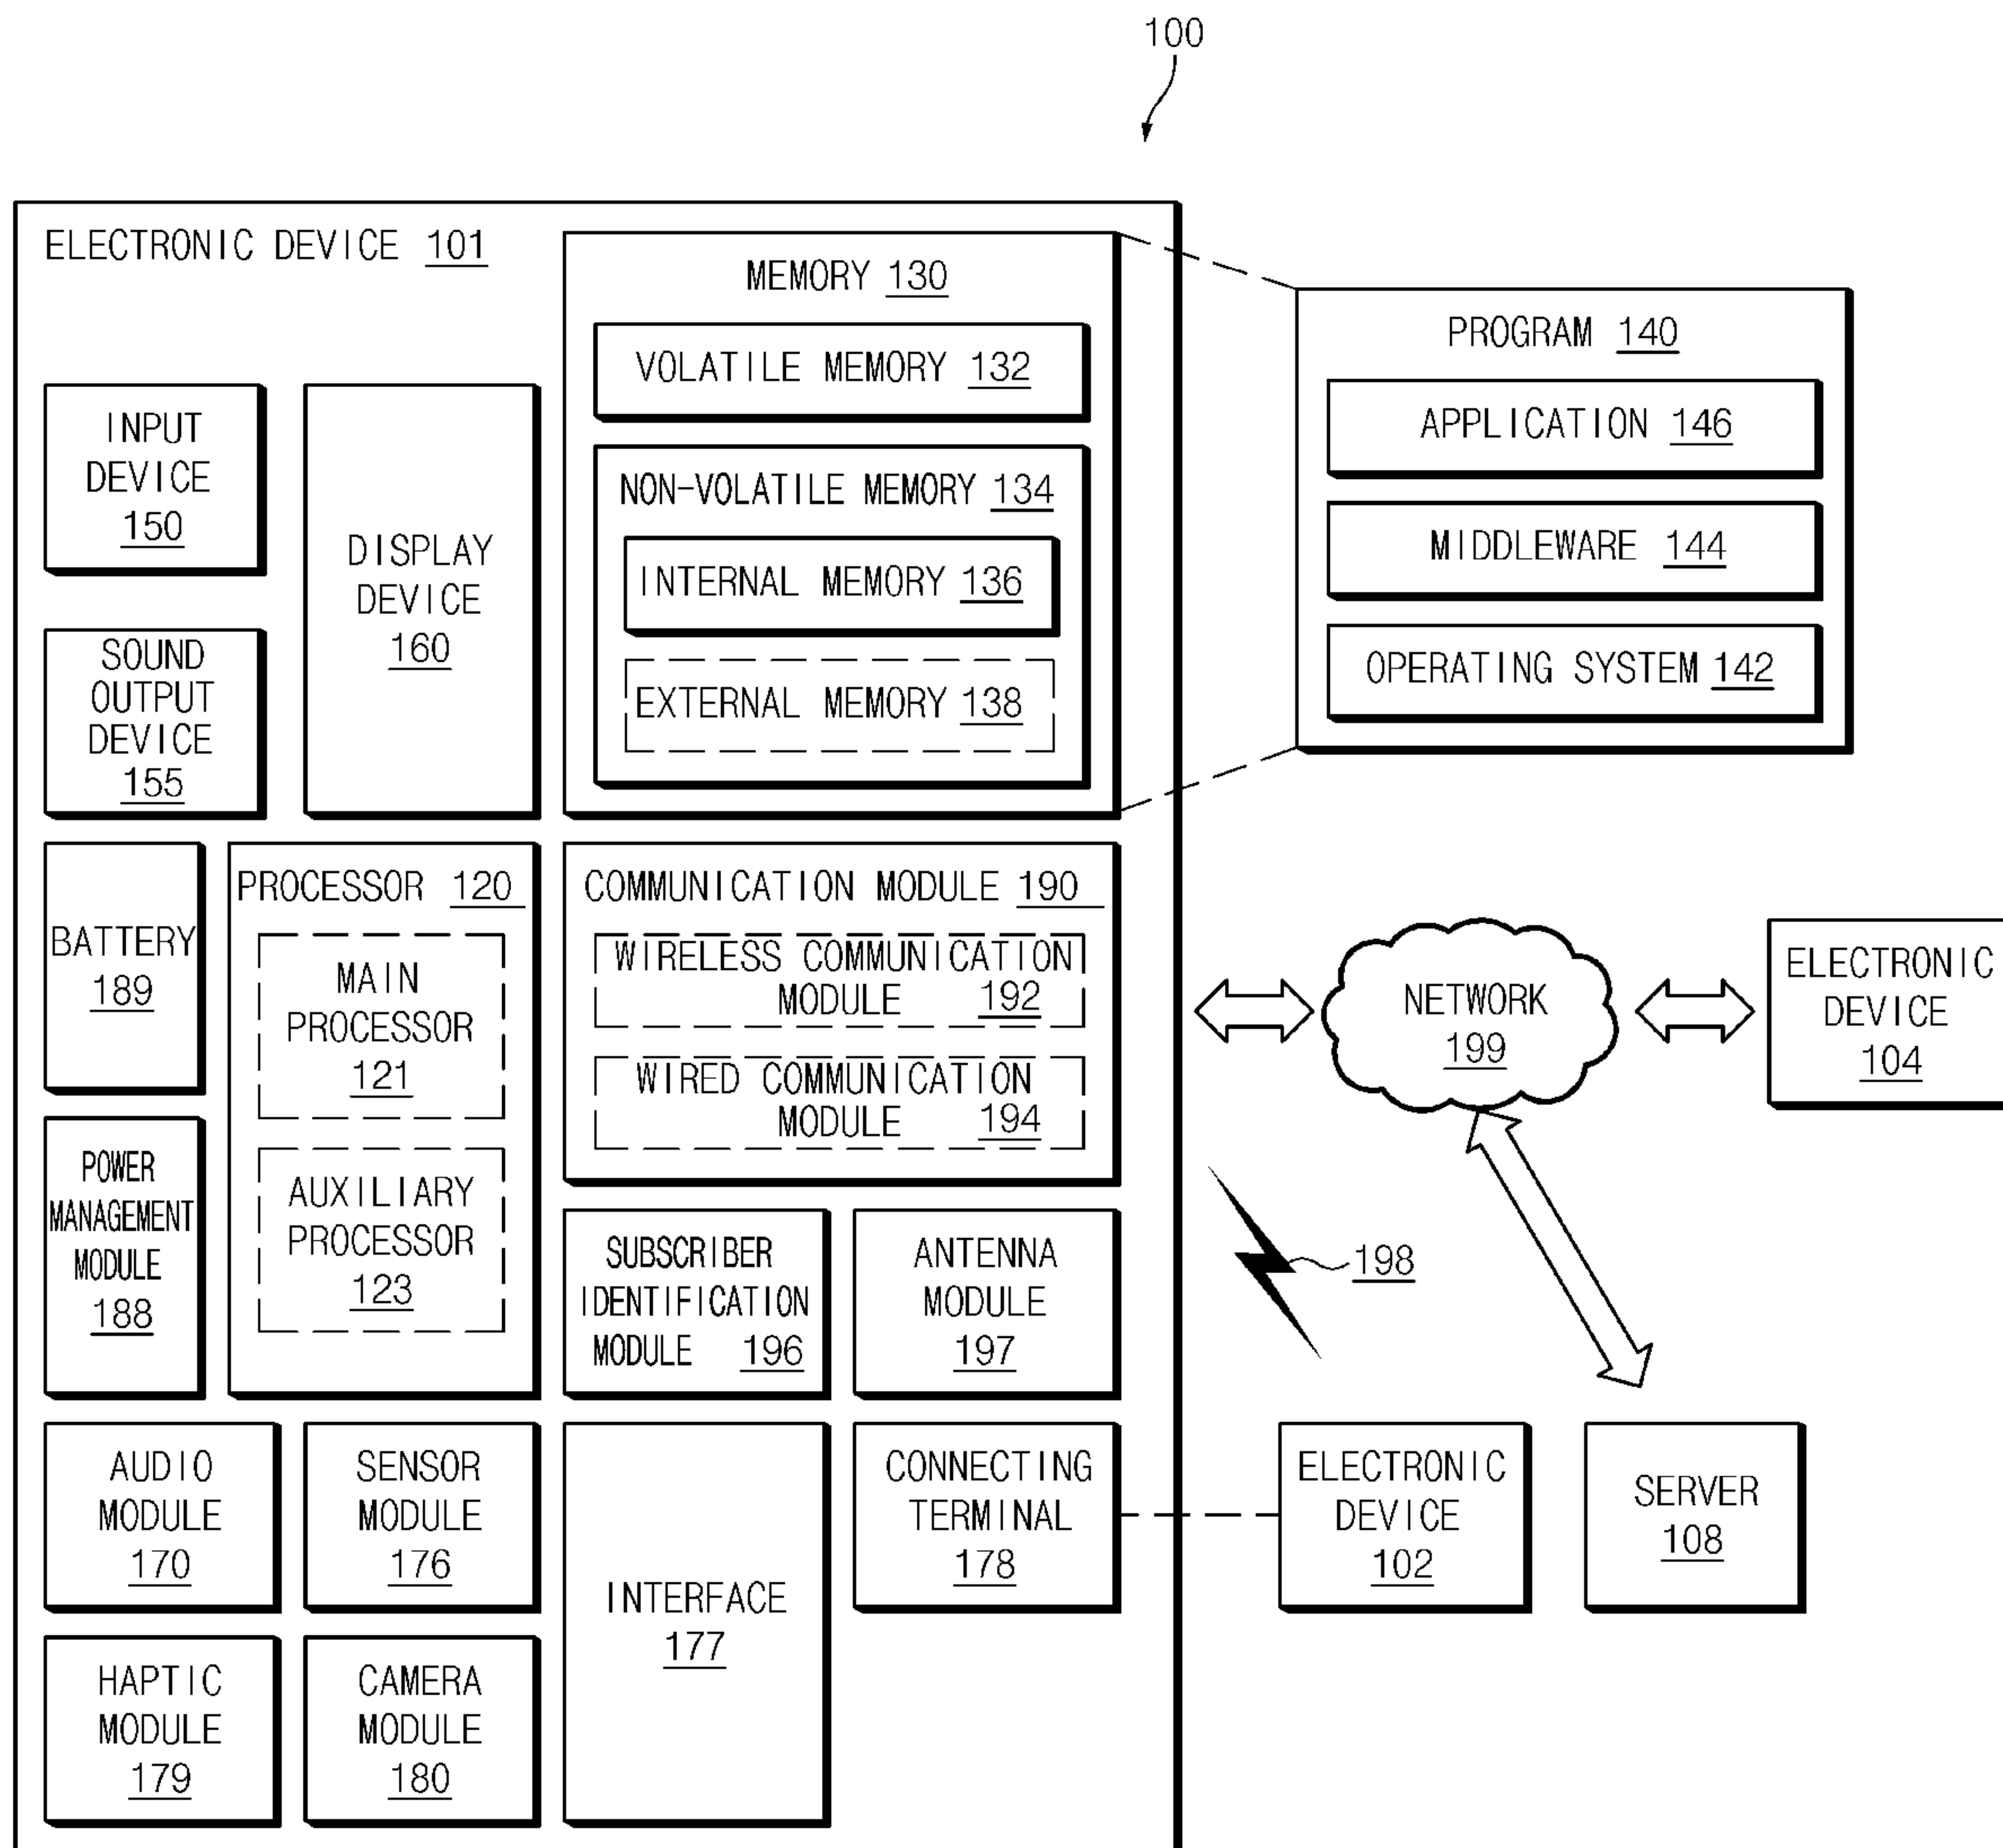 100
ELECTRONIC DEVICE 101
MEMORY 130
VOLATILE MEMORY 132
NON-VOLATILE MEMORY 134
INTERNAL MEMORY 136
EXTERNAL MEMORY 138
PROGRAM 140
APPLICATION 146
MIDDLEWARE 144
OPERATING SYSTEM 142
INPUT
DEVICE
150
DISPLAY
DEVICE
160
SOUND
OUTPUT
DEVICE
155
BATTERY
189
PROCESSOR 120
MAIN
PROCESSOR
121
AUXILIARY
PROCESSOR
123
COMMUNICATION MODULE 190
WIRELESS COMMUNICATION
MODULE 192
WIRED COMMUNICATION
MODULE 194
NETWORK
199
ELECTRONIC
DEVICE
104
POWER
MANAGEMENT
MODULE
188
SUBSCRIBER
IDENTIFICATION
MODULE 196
ANTENNA
MODULE
197
198
AUDIO
MODULE
170
SENSOR
MODULE
176
INTERFACE
177
CONNECTING
TERMINAL
178
ELECTRONIC
DEVICE
102
SERVER
108
HAPTIC
MODULE
179
CAMERA
MODULE
180